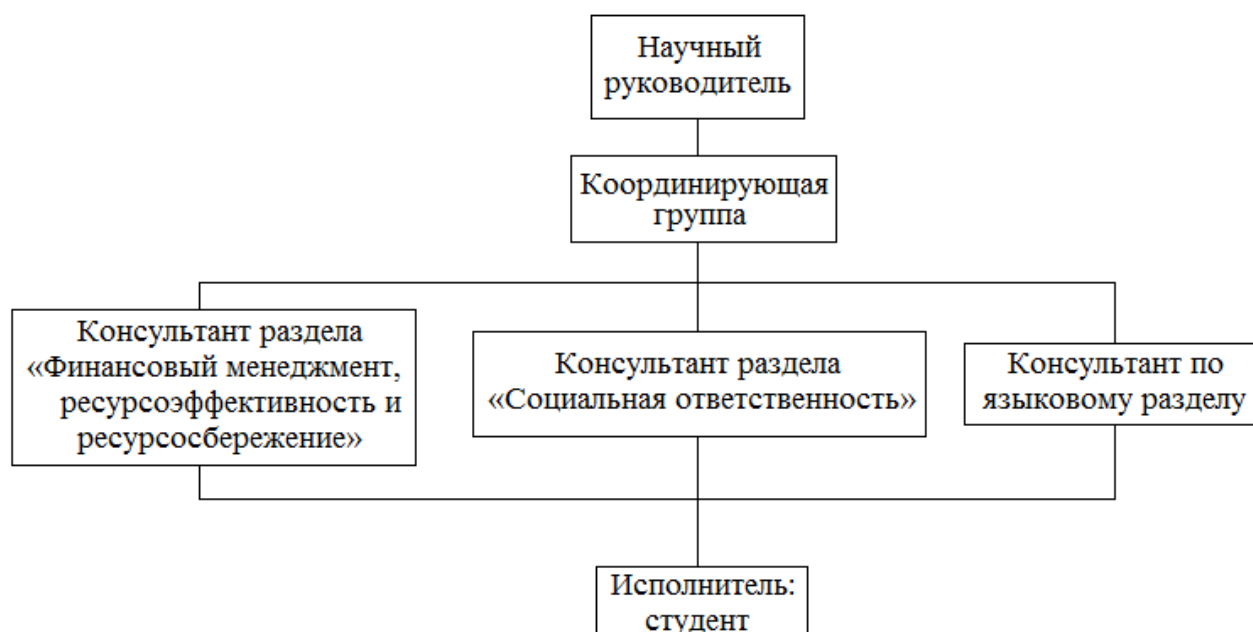 Научный
руководитель
Координирующая
группа
Консультант раздела
«Финансовый менеджмент,
ресурсоэффективность и
ресурсосбережение»
Консультант раздела
«Социальная ответственность»
Консультант по
языковому разделу
Исполнитель:
студент